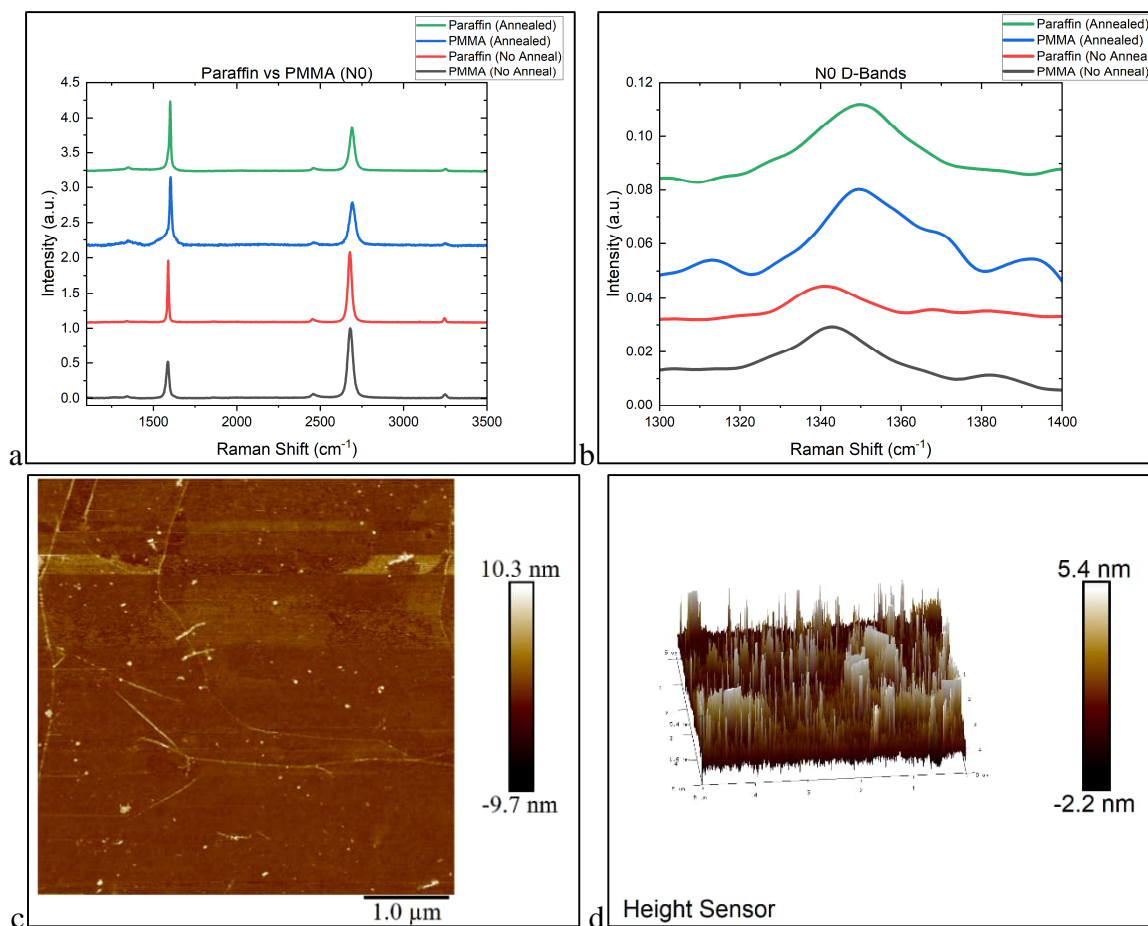 Paraffin (Annealed)
PMMA (Annealed)
Paraffin (No Anneal)
PMMA (No Anneal)
Paraffin vs PMMA (N0)
4.5
4.0
3.5
3.0
2.5
2.0
1.5
1.0
0.5
0.0
Intensity (a.u.)
1500 2000 2500 3000 3500
Raman Shift (cm-1)
a
Paraffin (Annealed)
PMMA (Annealed)
Paraffin (No Anneal)
PMMA (No Anneal)
N0 D-Bands
0.12
0.10
0.08
0.06
0.04
0.02
0.00
Intensity (a.u.)
1300 1320 1340 1360 1380 1400
Raman Shift (cm-1)
b
10.3 nm
-9.7 nm
1.0 µm
c
5.4 nm
-2.2 nm
Height Sensor
d